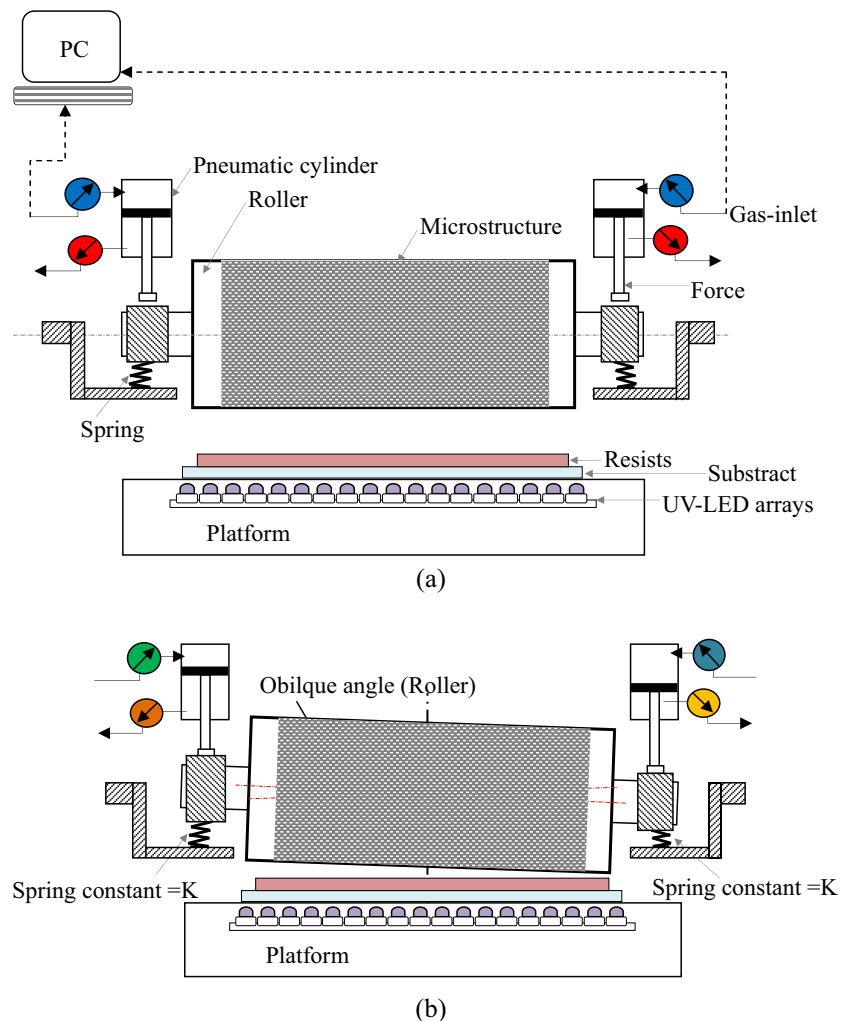 PC
Pneumatic cylinder
Roller
Microstructure
Gas-inlet
Force
Spring
Resists
Substract
UV-LED arrays
Platform
(a)
Obilque angle (Roller)
Spring constant =K
Spring constant =K
Platform
(b)